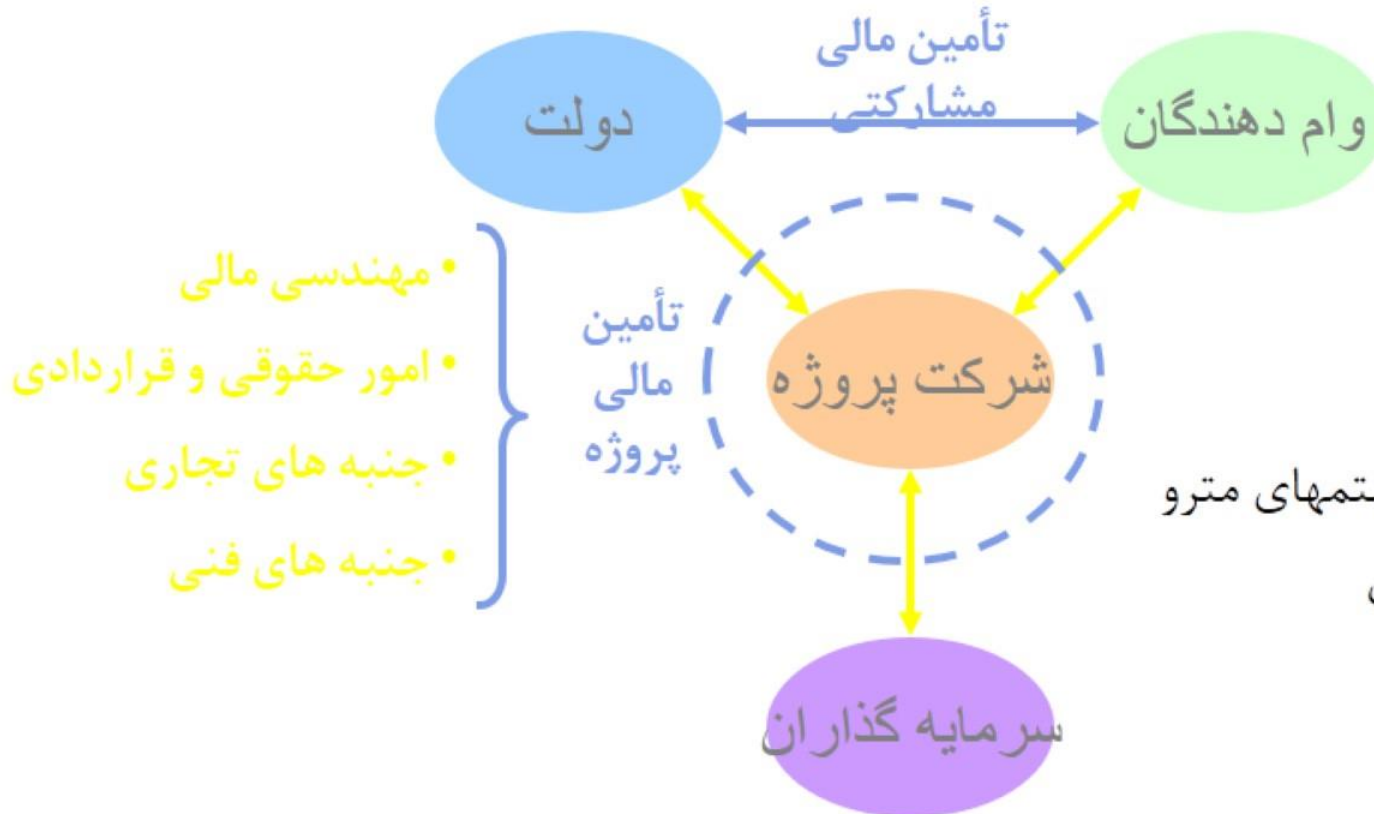 تأمین مالی
مشارکتی
وام دهندگان
دولت
شرکت پروژه
سرمایه گذاران
تأمین
مالی
پروژه
• مهندسی مالی
• امور حقوقی و قراردادی
• جنبه های تجاری
• جنبه های فنی
مترو